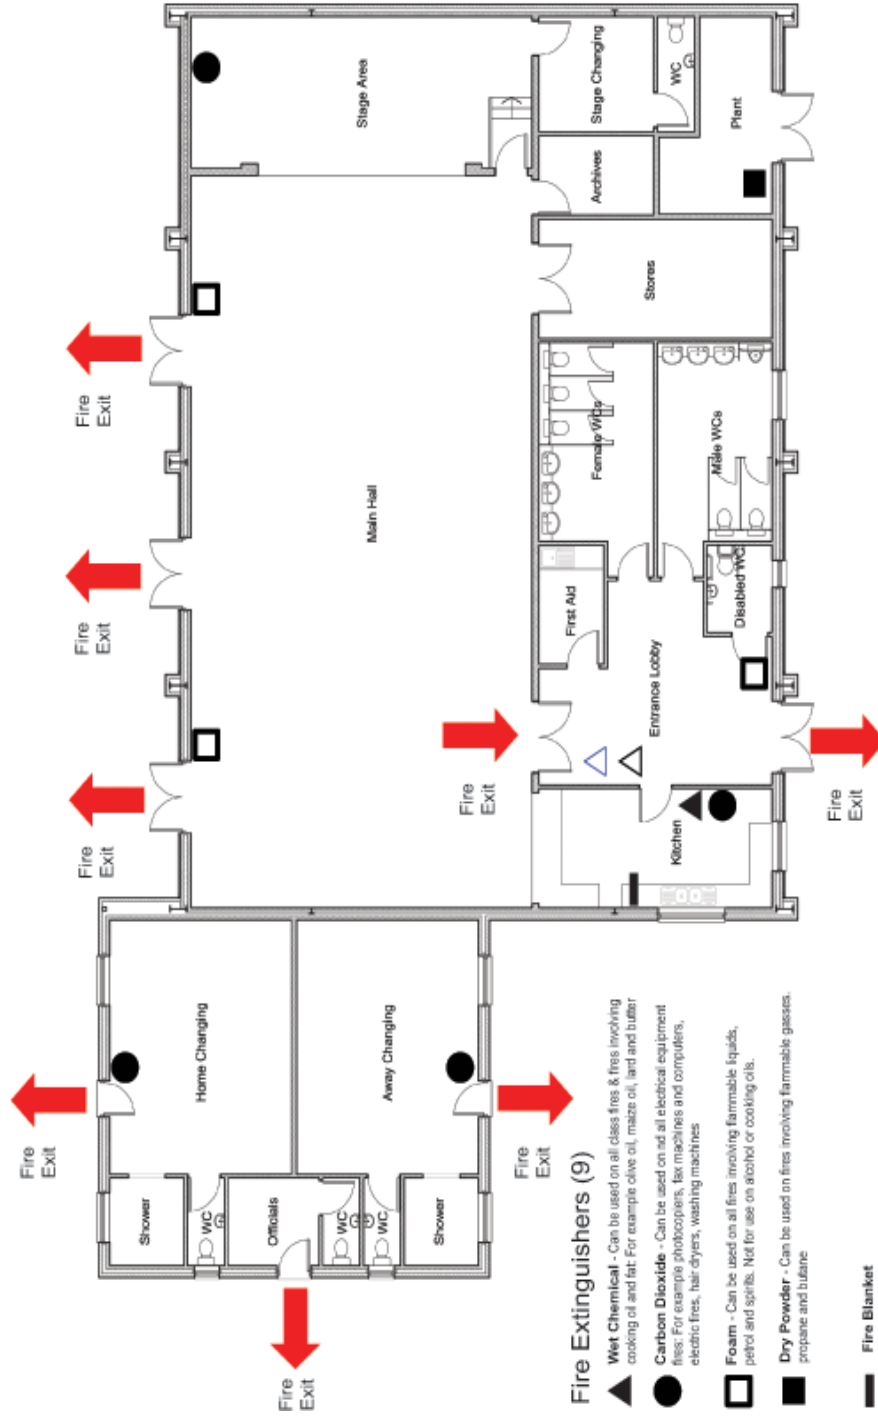 Fire
Exit
Fire
Exit
Fire
Exit
Fire
Exit
Fire
Exit
Fire
Exit
Fire
Exit
Fire
Exit
Shower
WC
Officials
WC
WC
Shower
Home Changing
Away Changing
Main Hall
Stage Area
Kitchen
Entrance Lobby
First Aid
Disabled WC
Female WCs
Male WCs
Stores
Archives
Stage Changing
WC
Plant
Fire Extinguishers (9)
Wet Chemical - Can be used on all class fires & fires involving
cooking oil and fat: For example olive oil, maize oil, lard and butter
Carbon Dioxide - Can be used on nd all electrical equipment
fires: For example photocopiers, fax machines and computers,
electric fires, hair dryers, washing machines
Foam - Can be used on all fires involving flammable liquids,
petrol and spirits. Not for use on alcohol or cooking oils.
Dry Powder - Can be used on fires involving flammable gasses.
propane and butane
Fire Blanket